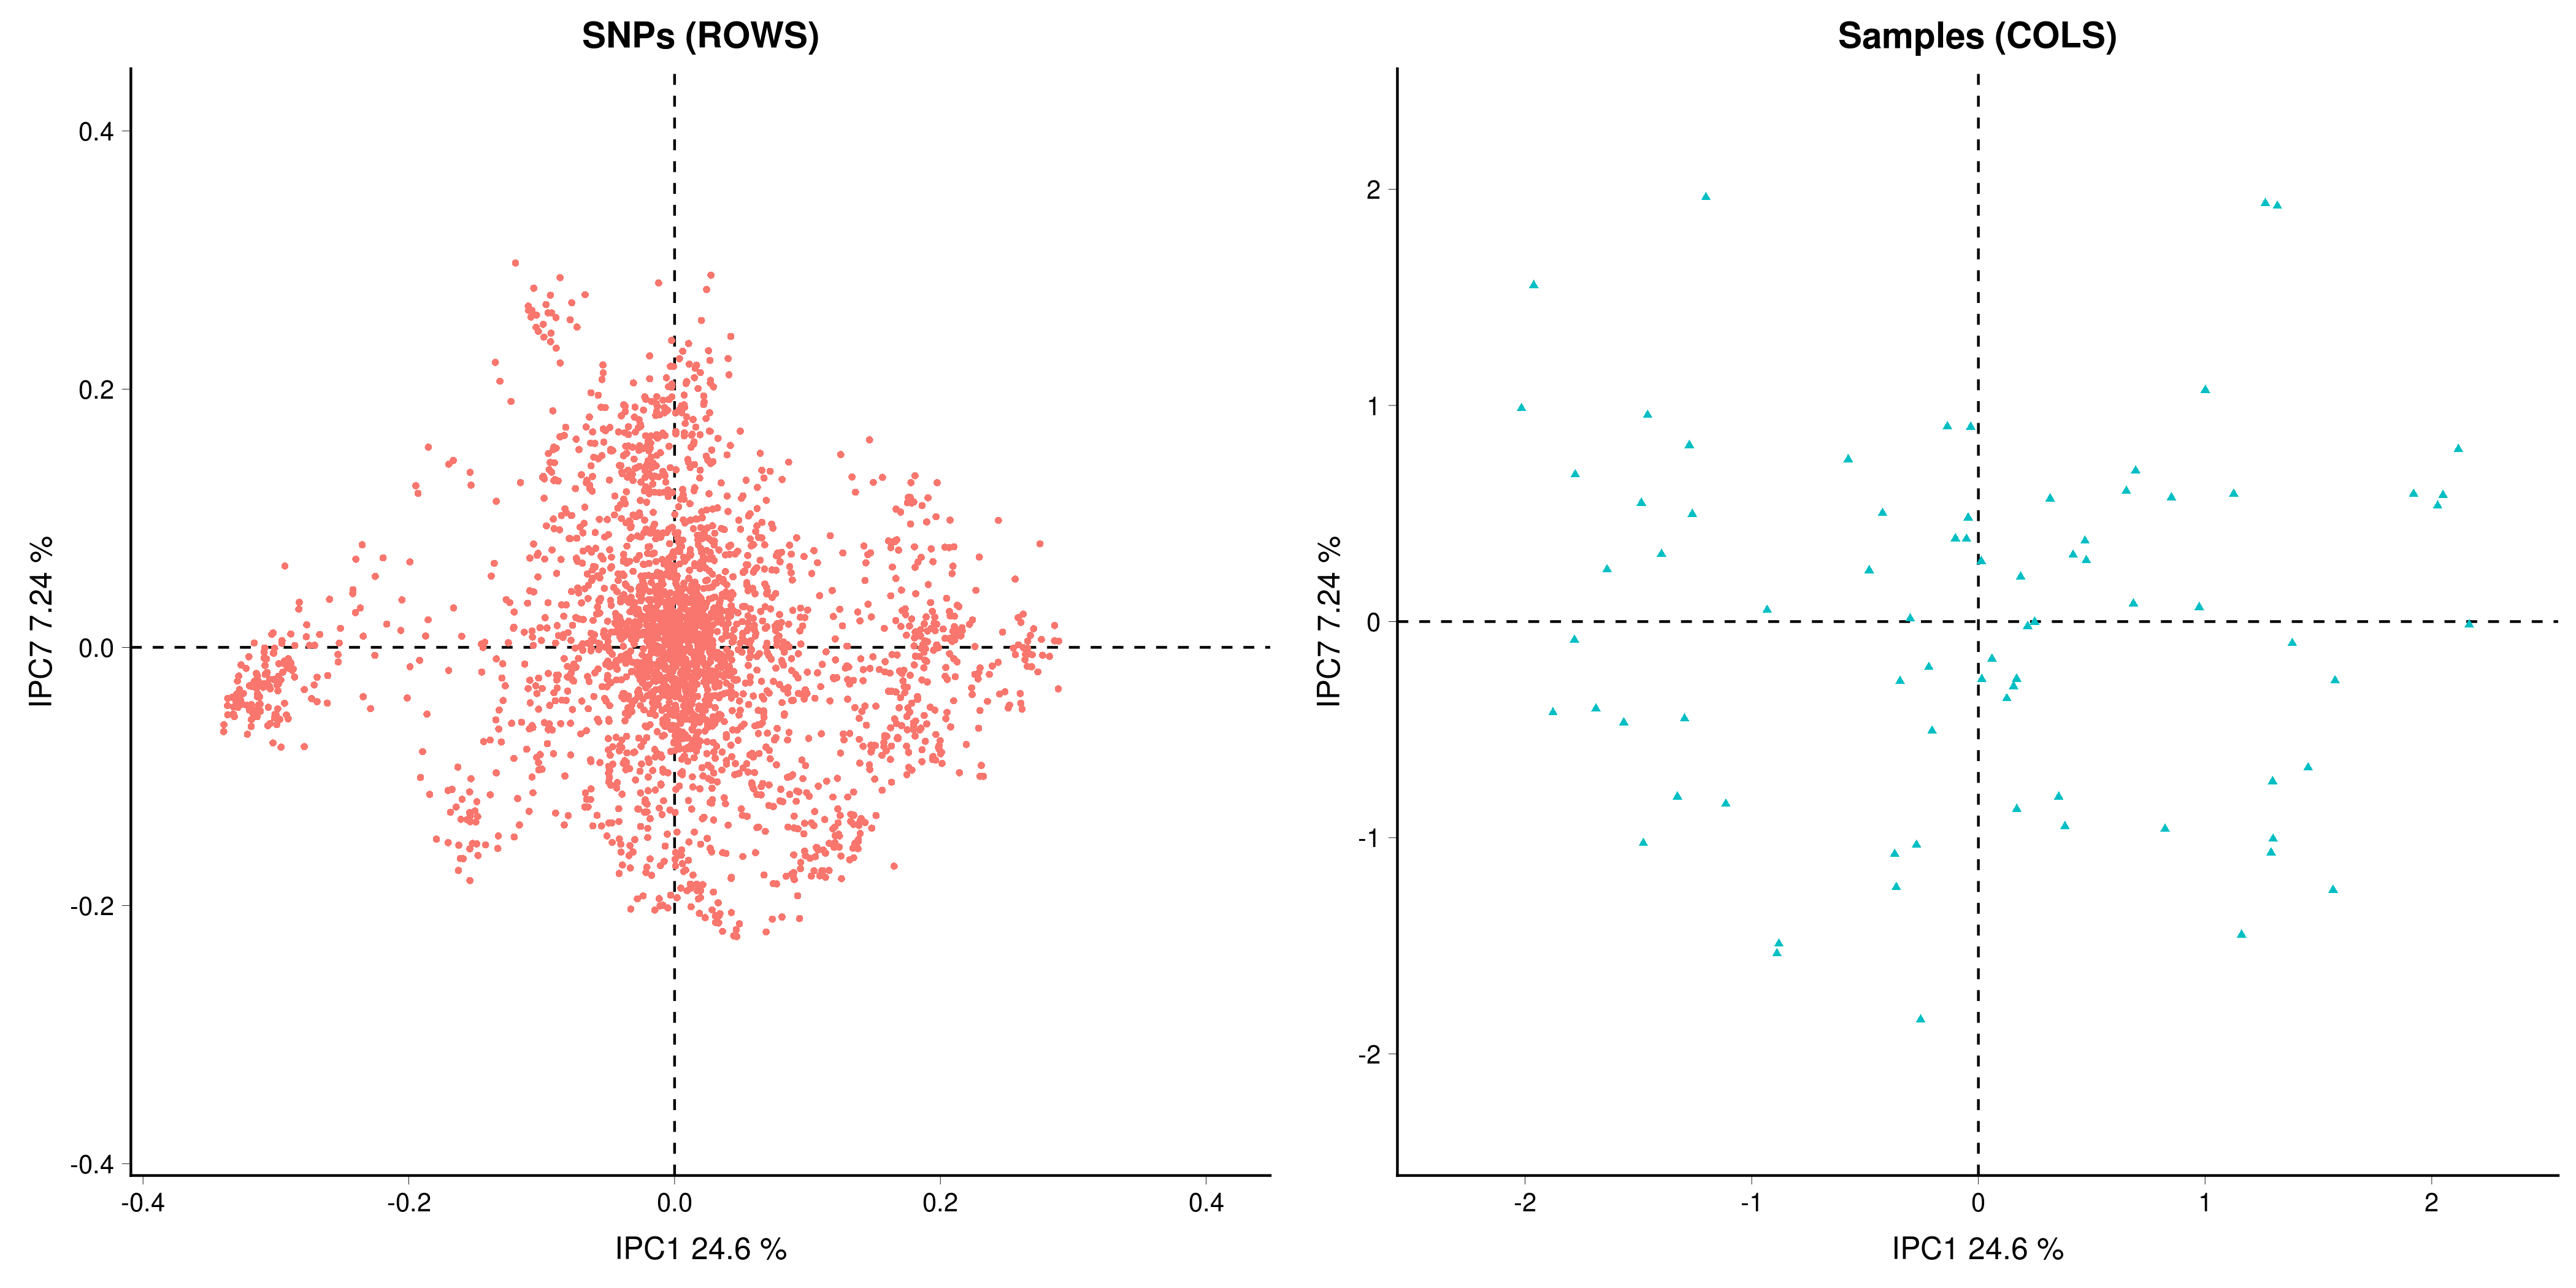 SNPs (ROWS)
IPC7 7.24 %
0.4
0.2
0.0
-0.2
-0.4
-0.4 -0.2 0.0 0.2 0.4
IPC1 24.6 %
Samples (COLS)
IPC7 7.24 %
2
1
0
-1
-2
-2 -1 0 1 2
IPC1 24.6 %